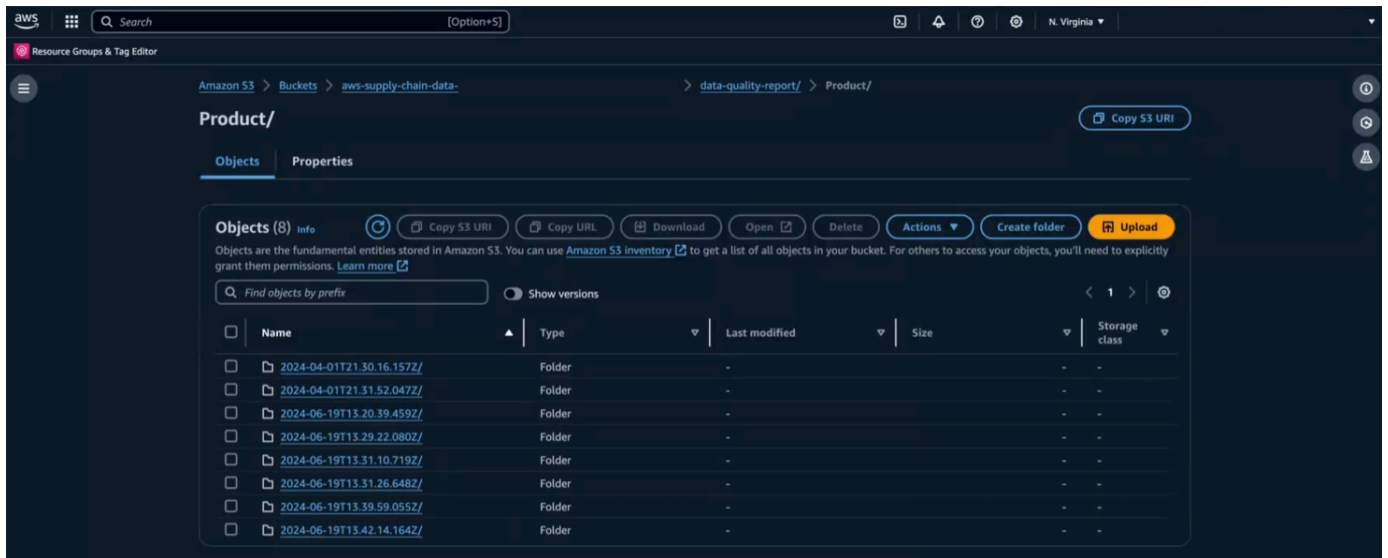 aws Search [Option+S] N. Virginia
Resource Groups & Tag Editor
Amazon S3 > Buckets > aws-supply-chain-data- > data-quality-report/ > Product/
Product/ Copy S3 URI
Objects Properties
Objects (8) Info Copy S3 URI Copy URL Download Open Delete Actions Create folder Upload
Objects are the fundamental entities stored in Amazon S3. You can use Amazon S3 inventory to get a list of all objects in your bucket. For others to access your objects, you'll need to explicitly
grant them permissions. Learn more
Find objects by prefix Show versions 1
Name Type Last modified Size Storage class
2024-04-01T21.30.16.157Z/ Folder - - -
2024-04-01T21.31.52.047Z/ Folder - - -
2024-06-19T13.20.39.459Z/ Folder - - -
2024-06-19T13.29.22.080Z/ Folder - - -
2024-06-19T13.31.10.719Z/ Folder - - -
2024-06-19T13.31.26.648Z/ Folder - - -
2024-06-19T13.39.59.055Z/ Folder - - -
2024-06-19T13.42.14.164Z/ Folder - - -